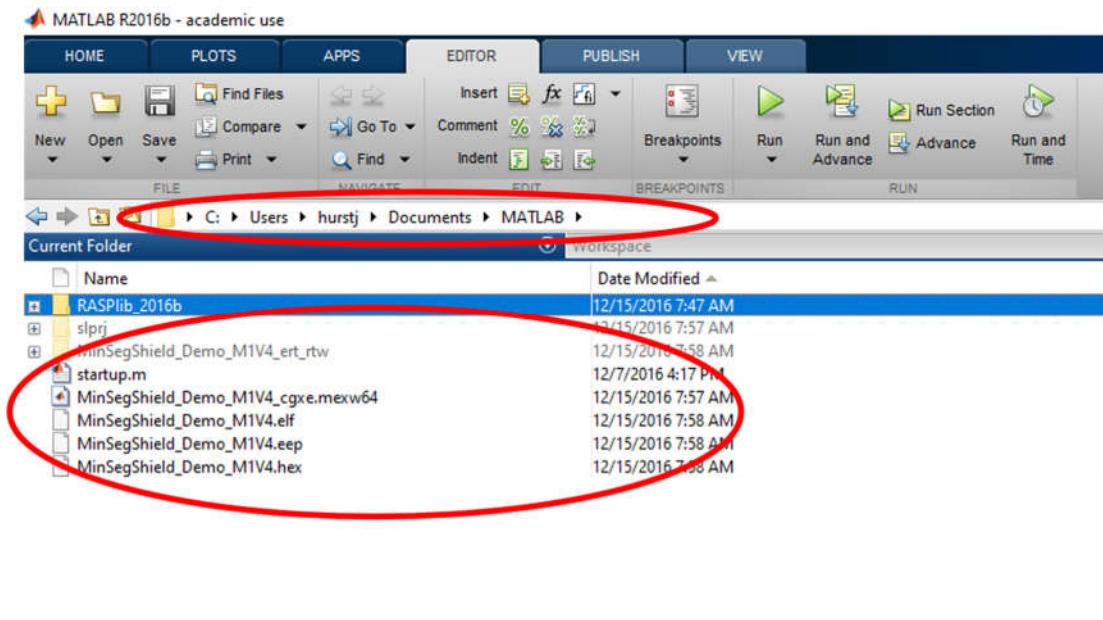 MATLAB R2016b - academic use
HOME PLOTS APPS EDITOR PUBLISH VIEW
New Open Save Find Files Compare Print
Go To Find
Insert fx
Comment %
Indent
Breakpoints
Run
Run and Advance
Run Section
Advance
Run and Time
FILE NAVIGATE EDIT BREAKPOINTS RUN
C: Users hurstj Documents MATLAB
Current Folder Workspace
Name Date Modified
RASPlib_2016b 12/15/2016 7:47 AM
slprj 12/15/2016 7:57 AM
MinSegShield_Demo_M1V4_ert_rtw 12/15/2016 7:58 AM
startup.m 12/7/2016 4:17 PM
MinSegShield_Demo_M1V4_cgxe.mexw64 12/15/2016 7:57 AM
MinSegShield_Demo_M1V4.elf 12/15/2016 7:58 AM
MinSegShield_Demo_M1V4.eep 12/15/2016 7:58 AM
MinSegShield_Demo_M1V4.hex 12/15/2016 7:58 AM